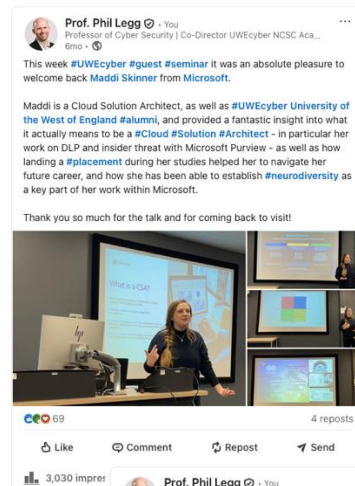 Prof. Phil Legg • You
Professor of Cyber Security | Co-Director UWEcyber NCSC Aca...
6mo •
This week #UWEcyber #guest #seminar it was an absolute pleasure to
welcome back Maddi Skinner from Microsoft.
Maddi is a Cloud Solution Architect, as well as #UWEcyber University of
the West of England #alumni, and provided a fantastic insight into what
it actually means to be a #Cloud #Solution #Architect - in particular her
work on DLP and insider threat with Microsoft Purview - as well as how
landing a #placement during her studies helped her to navigate her
future career, and how she has been able to establish #neurodiversity as
a key part of her work within Microsoft.
Thank you so much for the talk and for coming back to visit!
What is a CSA?
hp
69
4 reposts
Like
Comment
Repost
Send
3,030 impres
Prof. Phil Legg • You